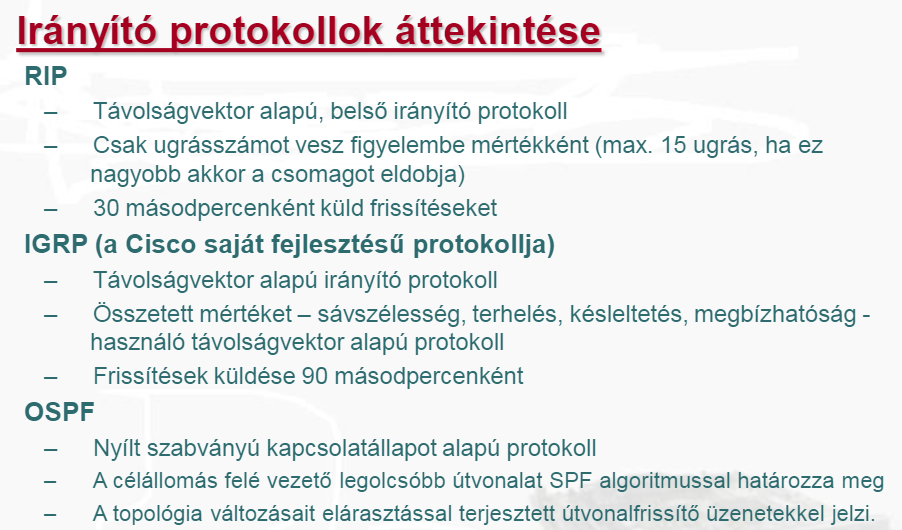 Irányító protokollok áttekintése
RIP
– Távolságvektor alapú, belső irányító protokoll
– Csak ugrásszámot vesz figyelembe mértékként (max. 15 ugrás, ha ez
nagyobb akkor a csomagot eldobja)
– 30 másodpercenként küld frissítéseket
IGRP (a Cisco saját fejlesztésű protokollja)
– Távolságvektor alapú irányító protokoll
– Összetett mértéket – sávszélesség, terhelés, késleltetés, megbízhatóság -
használó távolságvektor alapú protokoll
– Frissítések küldése 90 másodpercenként
OSPF
– Nyílt szabványú kapcsolatállapot alapú protokoll
– A célállomás felé vezető legolcsóbb útvonalat SPF algoritmussal határozza meg
– A topológia változásait elárasztással terjesztett útvonalfrissítő üzenetekkel jelzi.